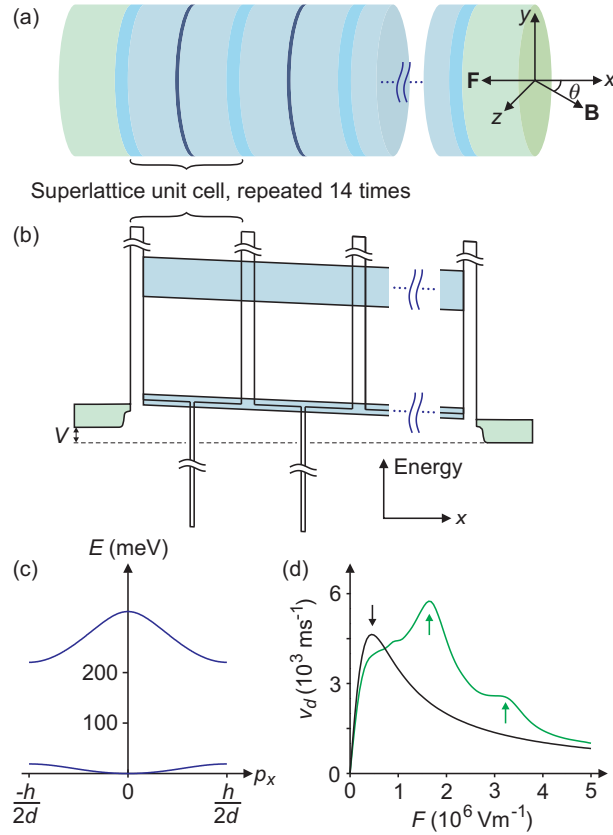 (a)
y
x
F
θ
B
z
Superlattice unit cell, repeated 14 times
(b)
V
Energy
x
(c)
E (meV)
200
100
-h
2d
0
h
2d
pₓ
(d)
v_d (10³ ms⁻¹)
6
3
0
0
1
2
3
4
5
F (10⁶ Vm⁻¹)